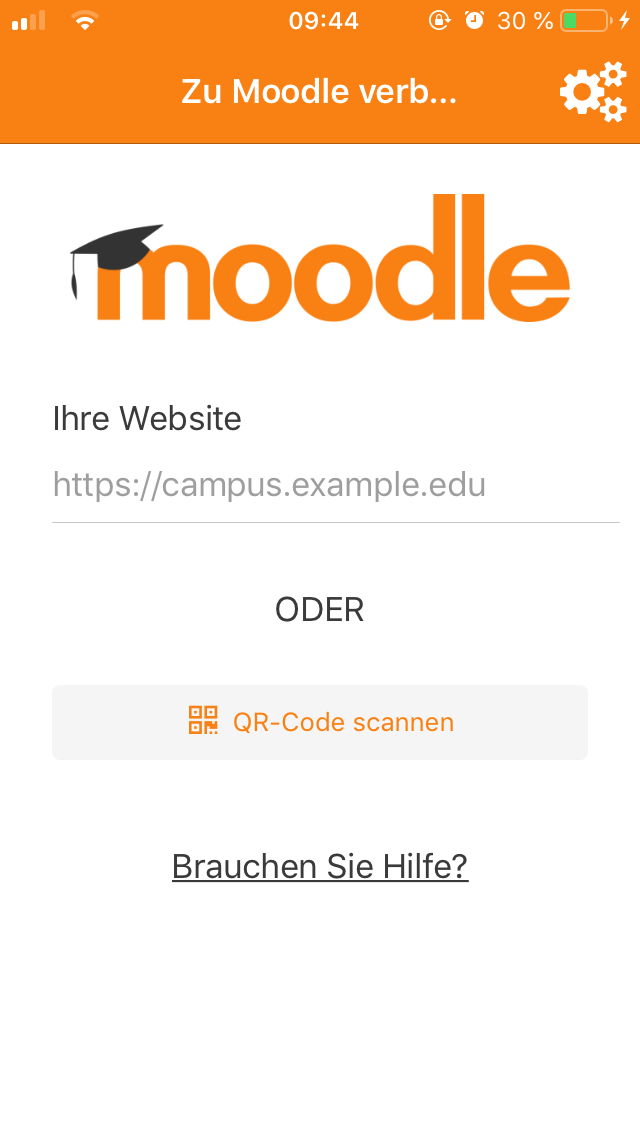 09:44
30 %
Zu Moodle verb...
moodle
Ihre Website
https://campus.example.edu
ODER
QR-Code scannen
Brauchen Sie Hilfe?